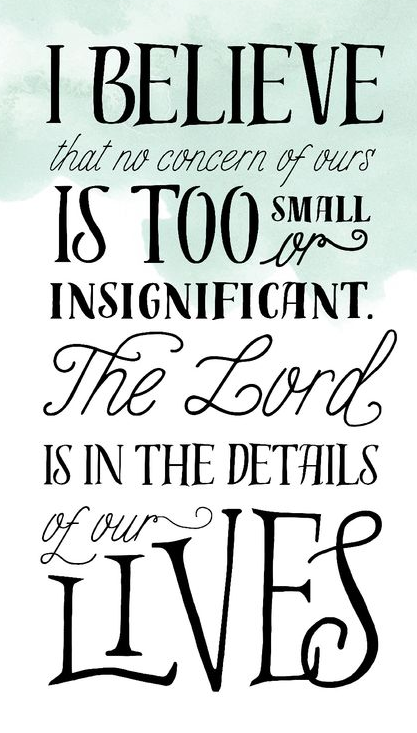 I BELIEVE
that no concern of ours
IS TOO SMALL or
INSIGNIFICANT.
The Lord
IS IN THE DETAILS
of our
LIVES